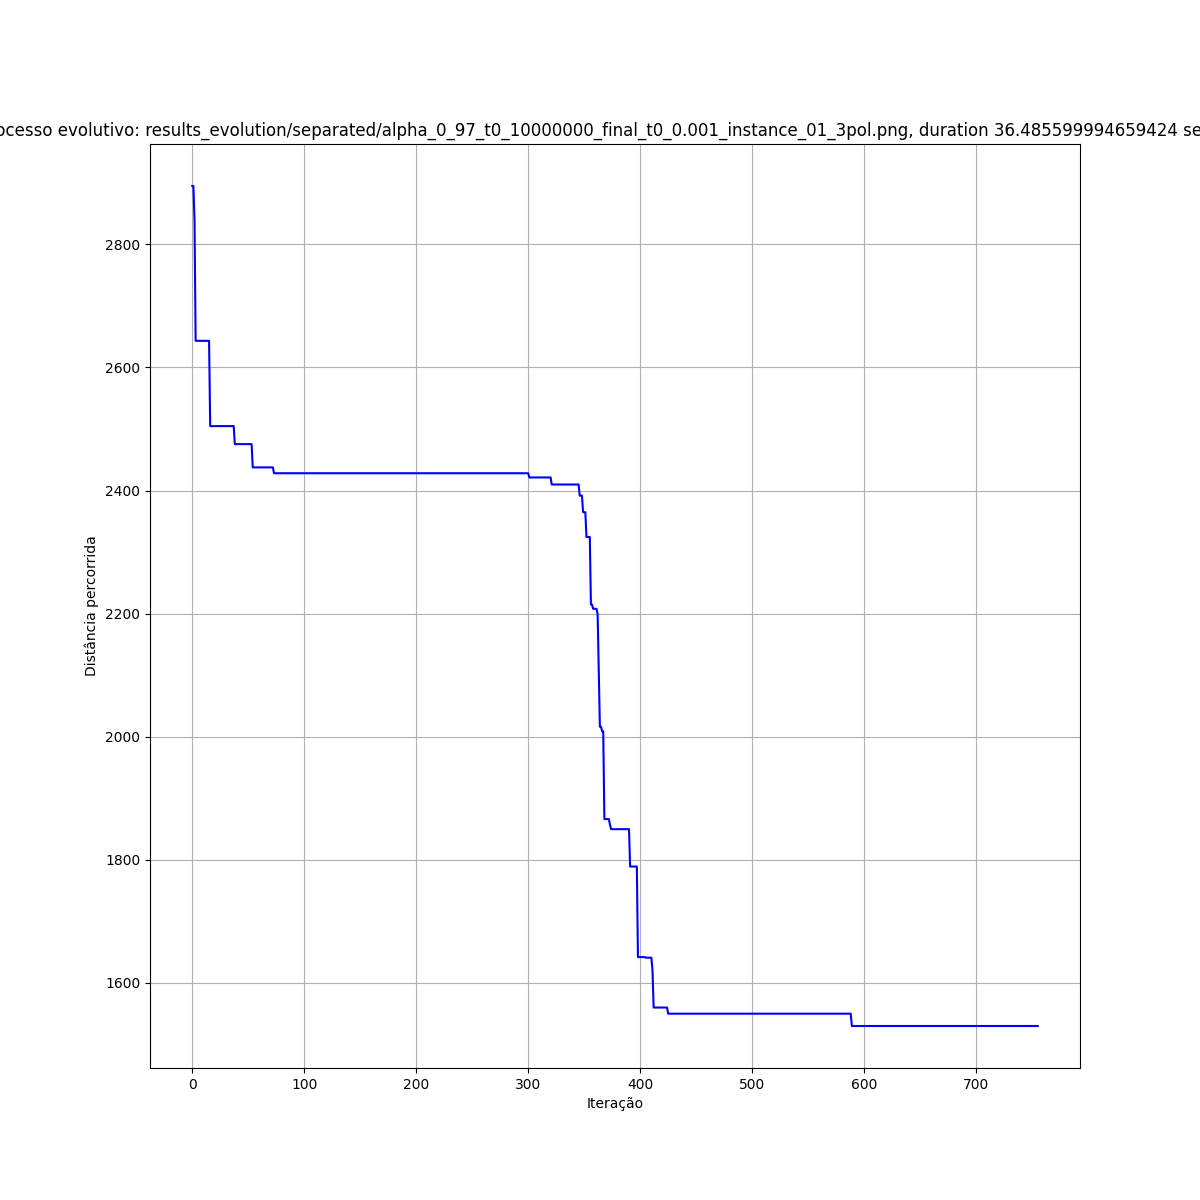 ocesso evolutivo: results_evolution/separated/alpha_0_97_t0_10000000_final_t0_0.001_instance_01_3pol.png, duration 36.485599994659424 se
2800
2600
2400
2200
2000
1800
1600
Distância percorrida
0 100 200 300 400 500 600 700
Iteração